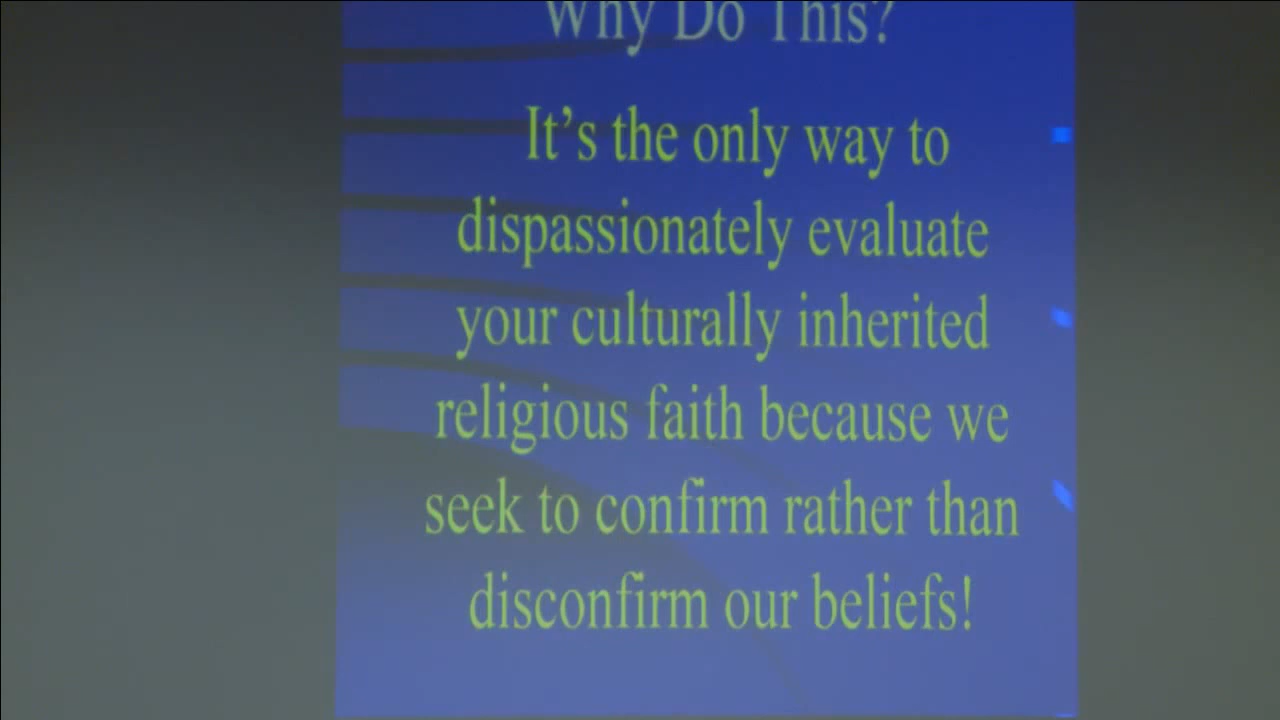 Why Do This?
It's the only way to
dispassionately evaluate
your culturally inherited
religious faith because we
seek to confirm rather than
disconfirm our beliefs!